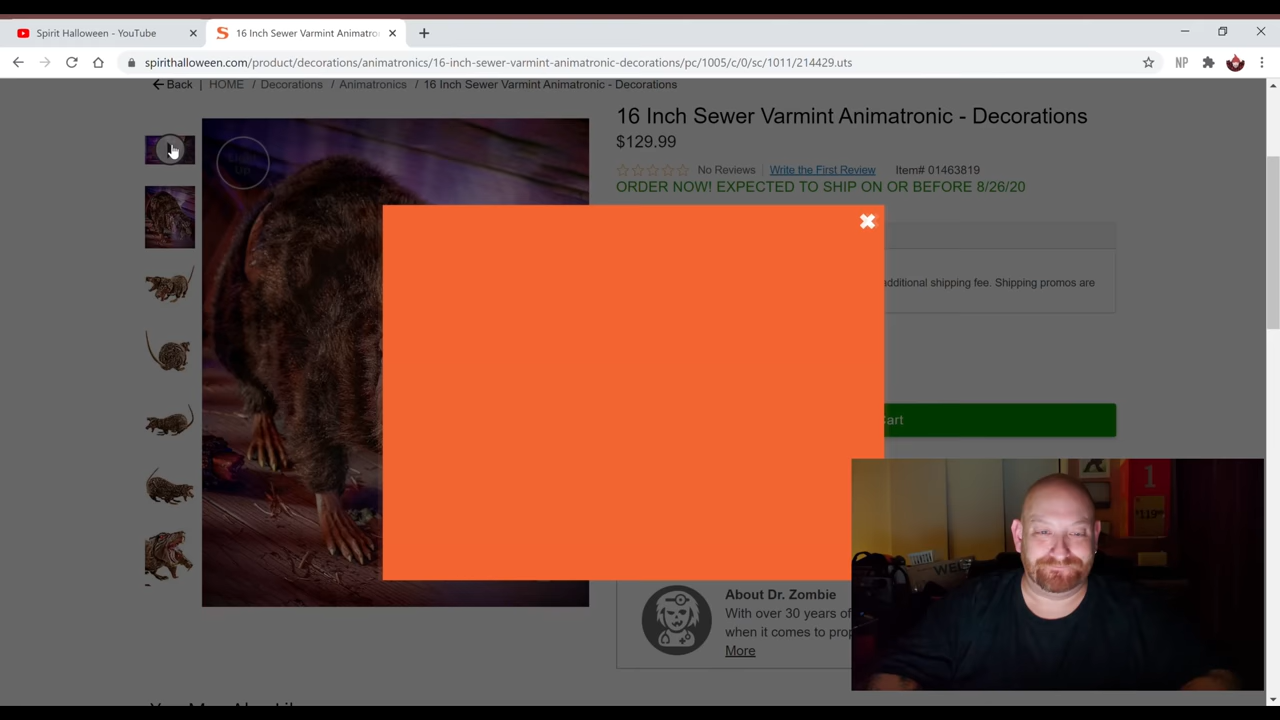 Spirit Halloween - YouTube
16 Inch Sewer Varmint Animatro
spirithalloween.com/product/decorations/animatronics/16-inch-sewer-varmint-animatronic-decorations/pc/1005/c/0/sc/1011/214429.uts
NP
Back | HOME / Decorations / Animatronics / 16 Inch Sewer Varmint Animatronic - Decorations
16 Inch Sewer Varmint Animatronic - Decorations
$129.99
Up
No Reviews | Write the First Review Item# 01463819
ORDER NOW! EXPECTED TO SHIP ON OR BEFORE 8/26/20
additional shipping fee. Shipping promos are
Cart
1
$119
About Dr. Zombie
With over 30 years of
when it comes to prop
More